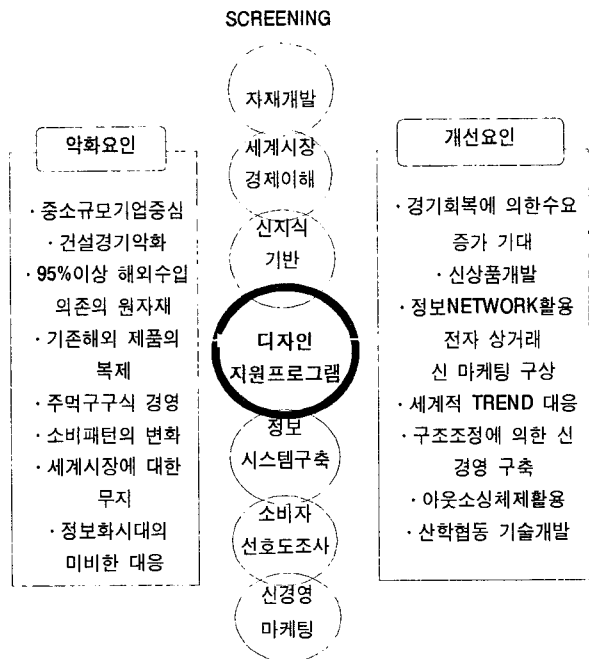 SCREENING
자재개발
세계시장
경제이해
신지식
기반
디자인
지원프로그램
정보
시스템구축
소비자
선호도조사
신경영
마케팅
악화요인
· 중소규모기업중심
· 건설경기악화
· 95%이상 해외수입
의존의 원자재
· 기존해외 제품의
복제
· 주먹구구식 경영
· 소비패턴의 변화
· 세계시장에 대한
무지
· 정보화시대의
미비한 대응
개선요인
· 경기회복에 의한수요
증가 기대
· 신상품개발
· 정보NETWORK활용
전자 상거래
신 마케팅 구상
· 세계적 TREND 대응
· 구조조정에 의한 신
경영 구축
· 아웃소싱체제활용
· 산학협동 기술개발